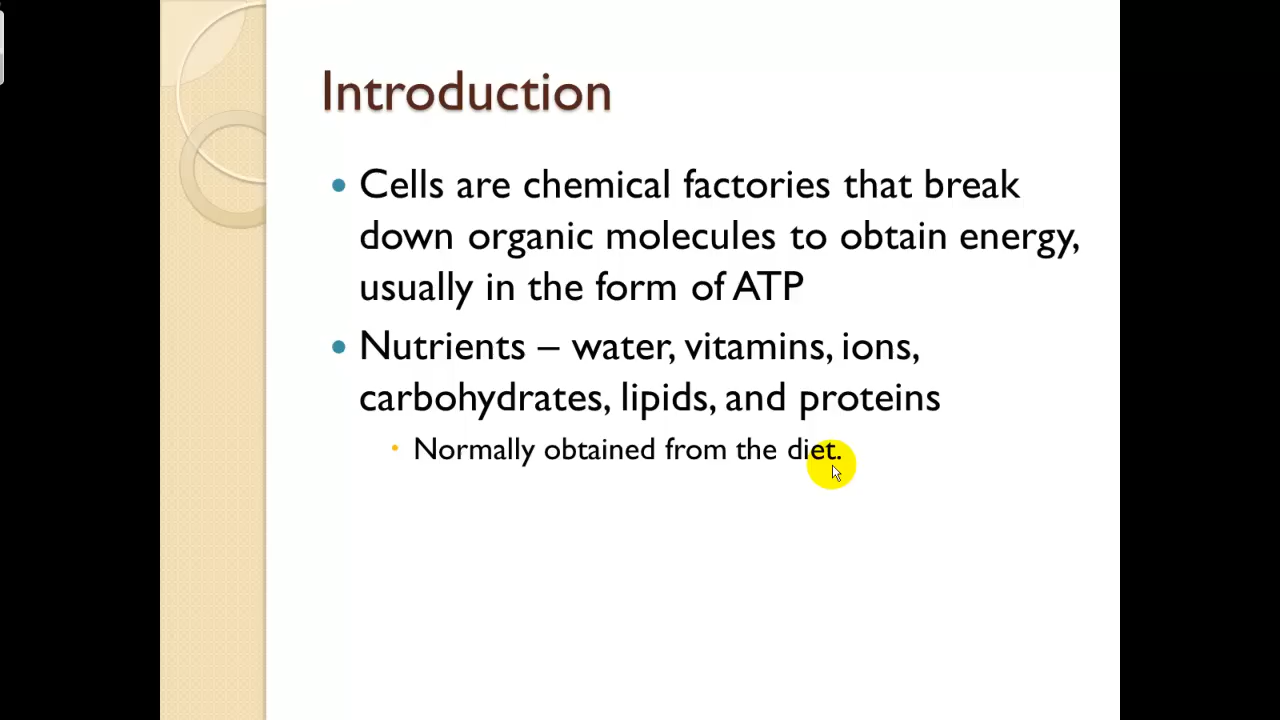 Introduction
• Cells are chemical factories that break
down organic molecules to obtain energy,
usually in the form of ATP
• Nutrients – water, vitamins, ions,
carbohydrates, lipids, and proteins
• Normally obtained from the diet.